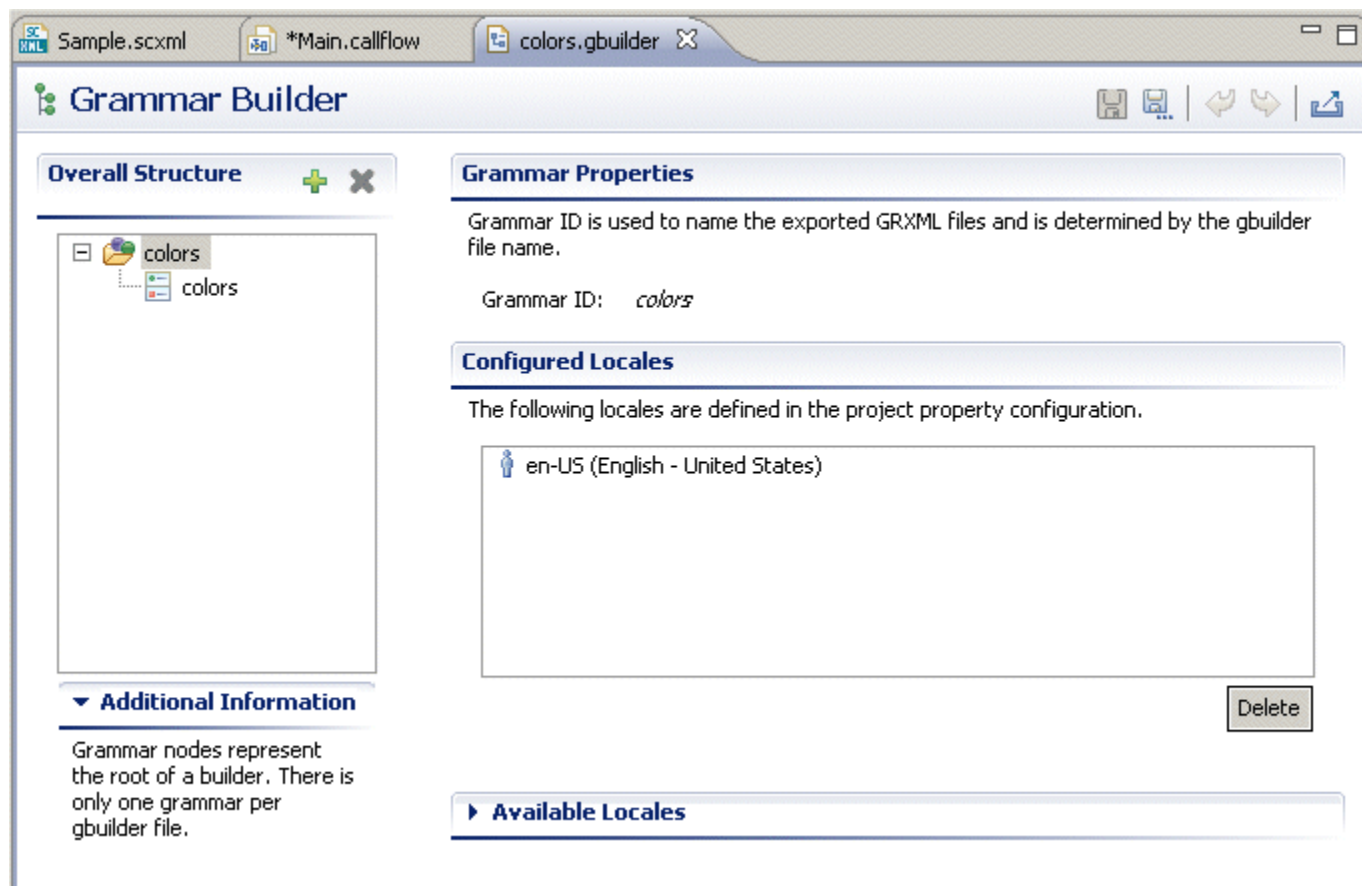 SC
XML
Sample.scxml
*Main.callflow
colors.gbuilder
Grammar Builder
Overall Structure
colors
colors
Additional Information
Grammar nodes represent
the root of a builder. There is
only one grammar per
gbuilder file.
Grammar Properties
Grammar ID is used to name the exported GRXML files and is determined by the gbuilder
file name.
Grammar ID: colors
Configured Locales
The following locales are defined in the project property configuration.
en-US (English - United States)
Delete
Available Locales